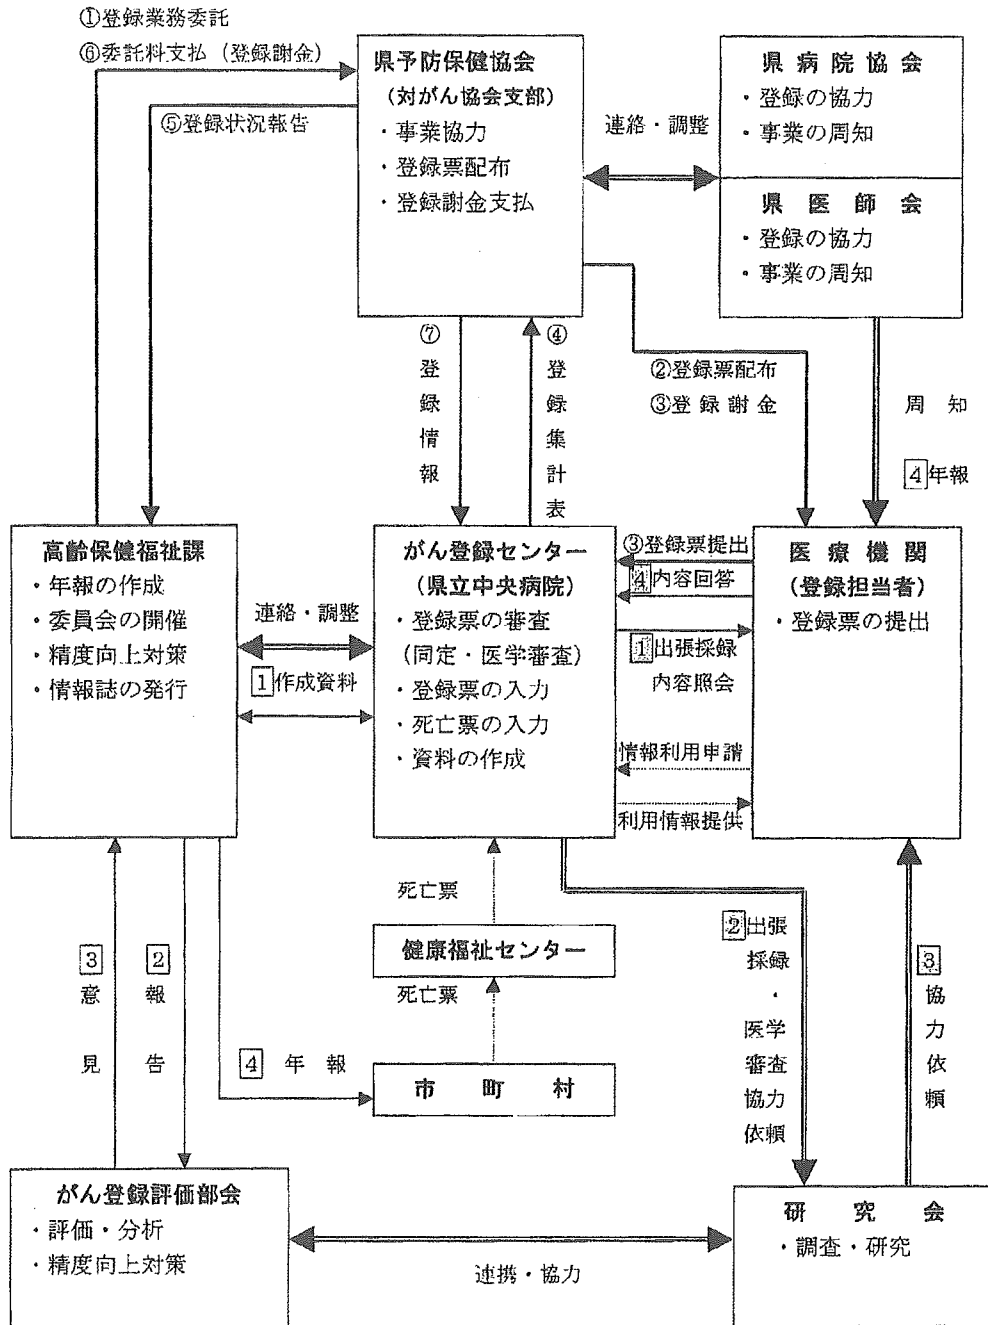 ①登録業務委託
⑥委託料支払（登録謝金）
⑤登録状況報告
県予防保健協会
（対がん協会支部）
・事業協力
・登録票配布
・登録謝金支払
連絡・調整
県病院協会
・登録の協力
・事業の周知
県医師会
・登録の協力
・事業の周知
⑦登録情報
④登録集計表
②登録票配布
③登録謝金
周知
4年報
高齢保健福祉課
・年報の作成
・委員会の開催
・精度向上対策
・情報誌の発行
連絡・調整
1作成資料
がん登録センター
（県立中央病院）
・登録票の審査
（同定・医学審査）
・登録票の入力
・死亡票の入力
・資料の作成
③登録票提出
4内容回答
1出張採録
内容照会
情報利用申請
利用情報提供
医療機関
（登録担当者）
・登録票の提出
死亡票
健康福祉センター
死亡票
市町村
3意見
2報告
4年報
2出張
採録
・
医学
審査
協力
依頼
3協力依頼
がん登録評価部会
・評価・分析
・精度向上対策
連携・協力
研究会
・調査・研究